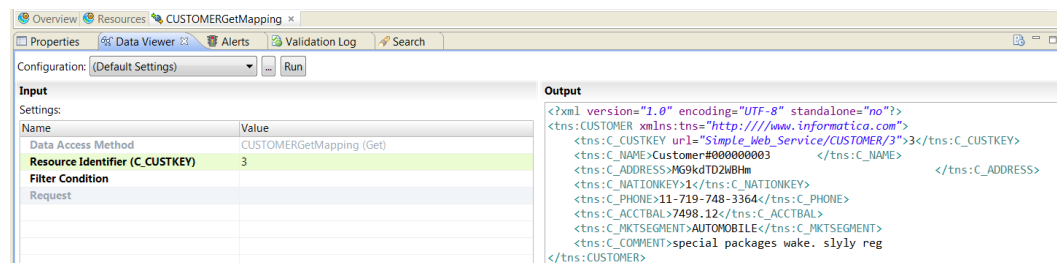 Overview Resources CUSTOMERGetMapping
Properties Data Viewer Alerts Validation Log Search
Configuration: (Default Settings) ... Run
Input
Settings:
Name Value
Data Access Method CUSTOMERGetMapping (Get)
Resource Identifier (C_CUSTKEY) 3
Filter Condition
Request
Output
<?xml version="1.0" encoding="UTF-8" standalone="no"?>
<tns:CUSTOMER xmlns:tns="http:////www.informatica.com">
<tns:C_CUSTKEY url="Simple_Web_Service/CUSTOMER/3">3</tns:C_CUSTKEY>
<tns:C_NAME>Customer#000000003 </tns:C_NAME>
<tns:C_ADDRESS>MG9kdTD2WBHm </tns:C_ADDRESS>
<tns:C_NATIONKEY>1</tns:C_NATIONKEY>
<tns:C_PHONE>11-719-748-3364</tns:C_PHONE>
<tns:C_ACCTBAL>7498.12</tns:C_ACCTBAL>
<tns:C_MKTSEGMENT>AUTOMOBILE</tns:C_MKTSEGMENT>
<tns:C_COMMENT>special packages wake. slyly reg
</tns:CUSTOMER>